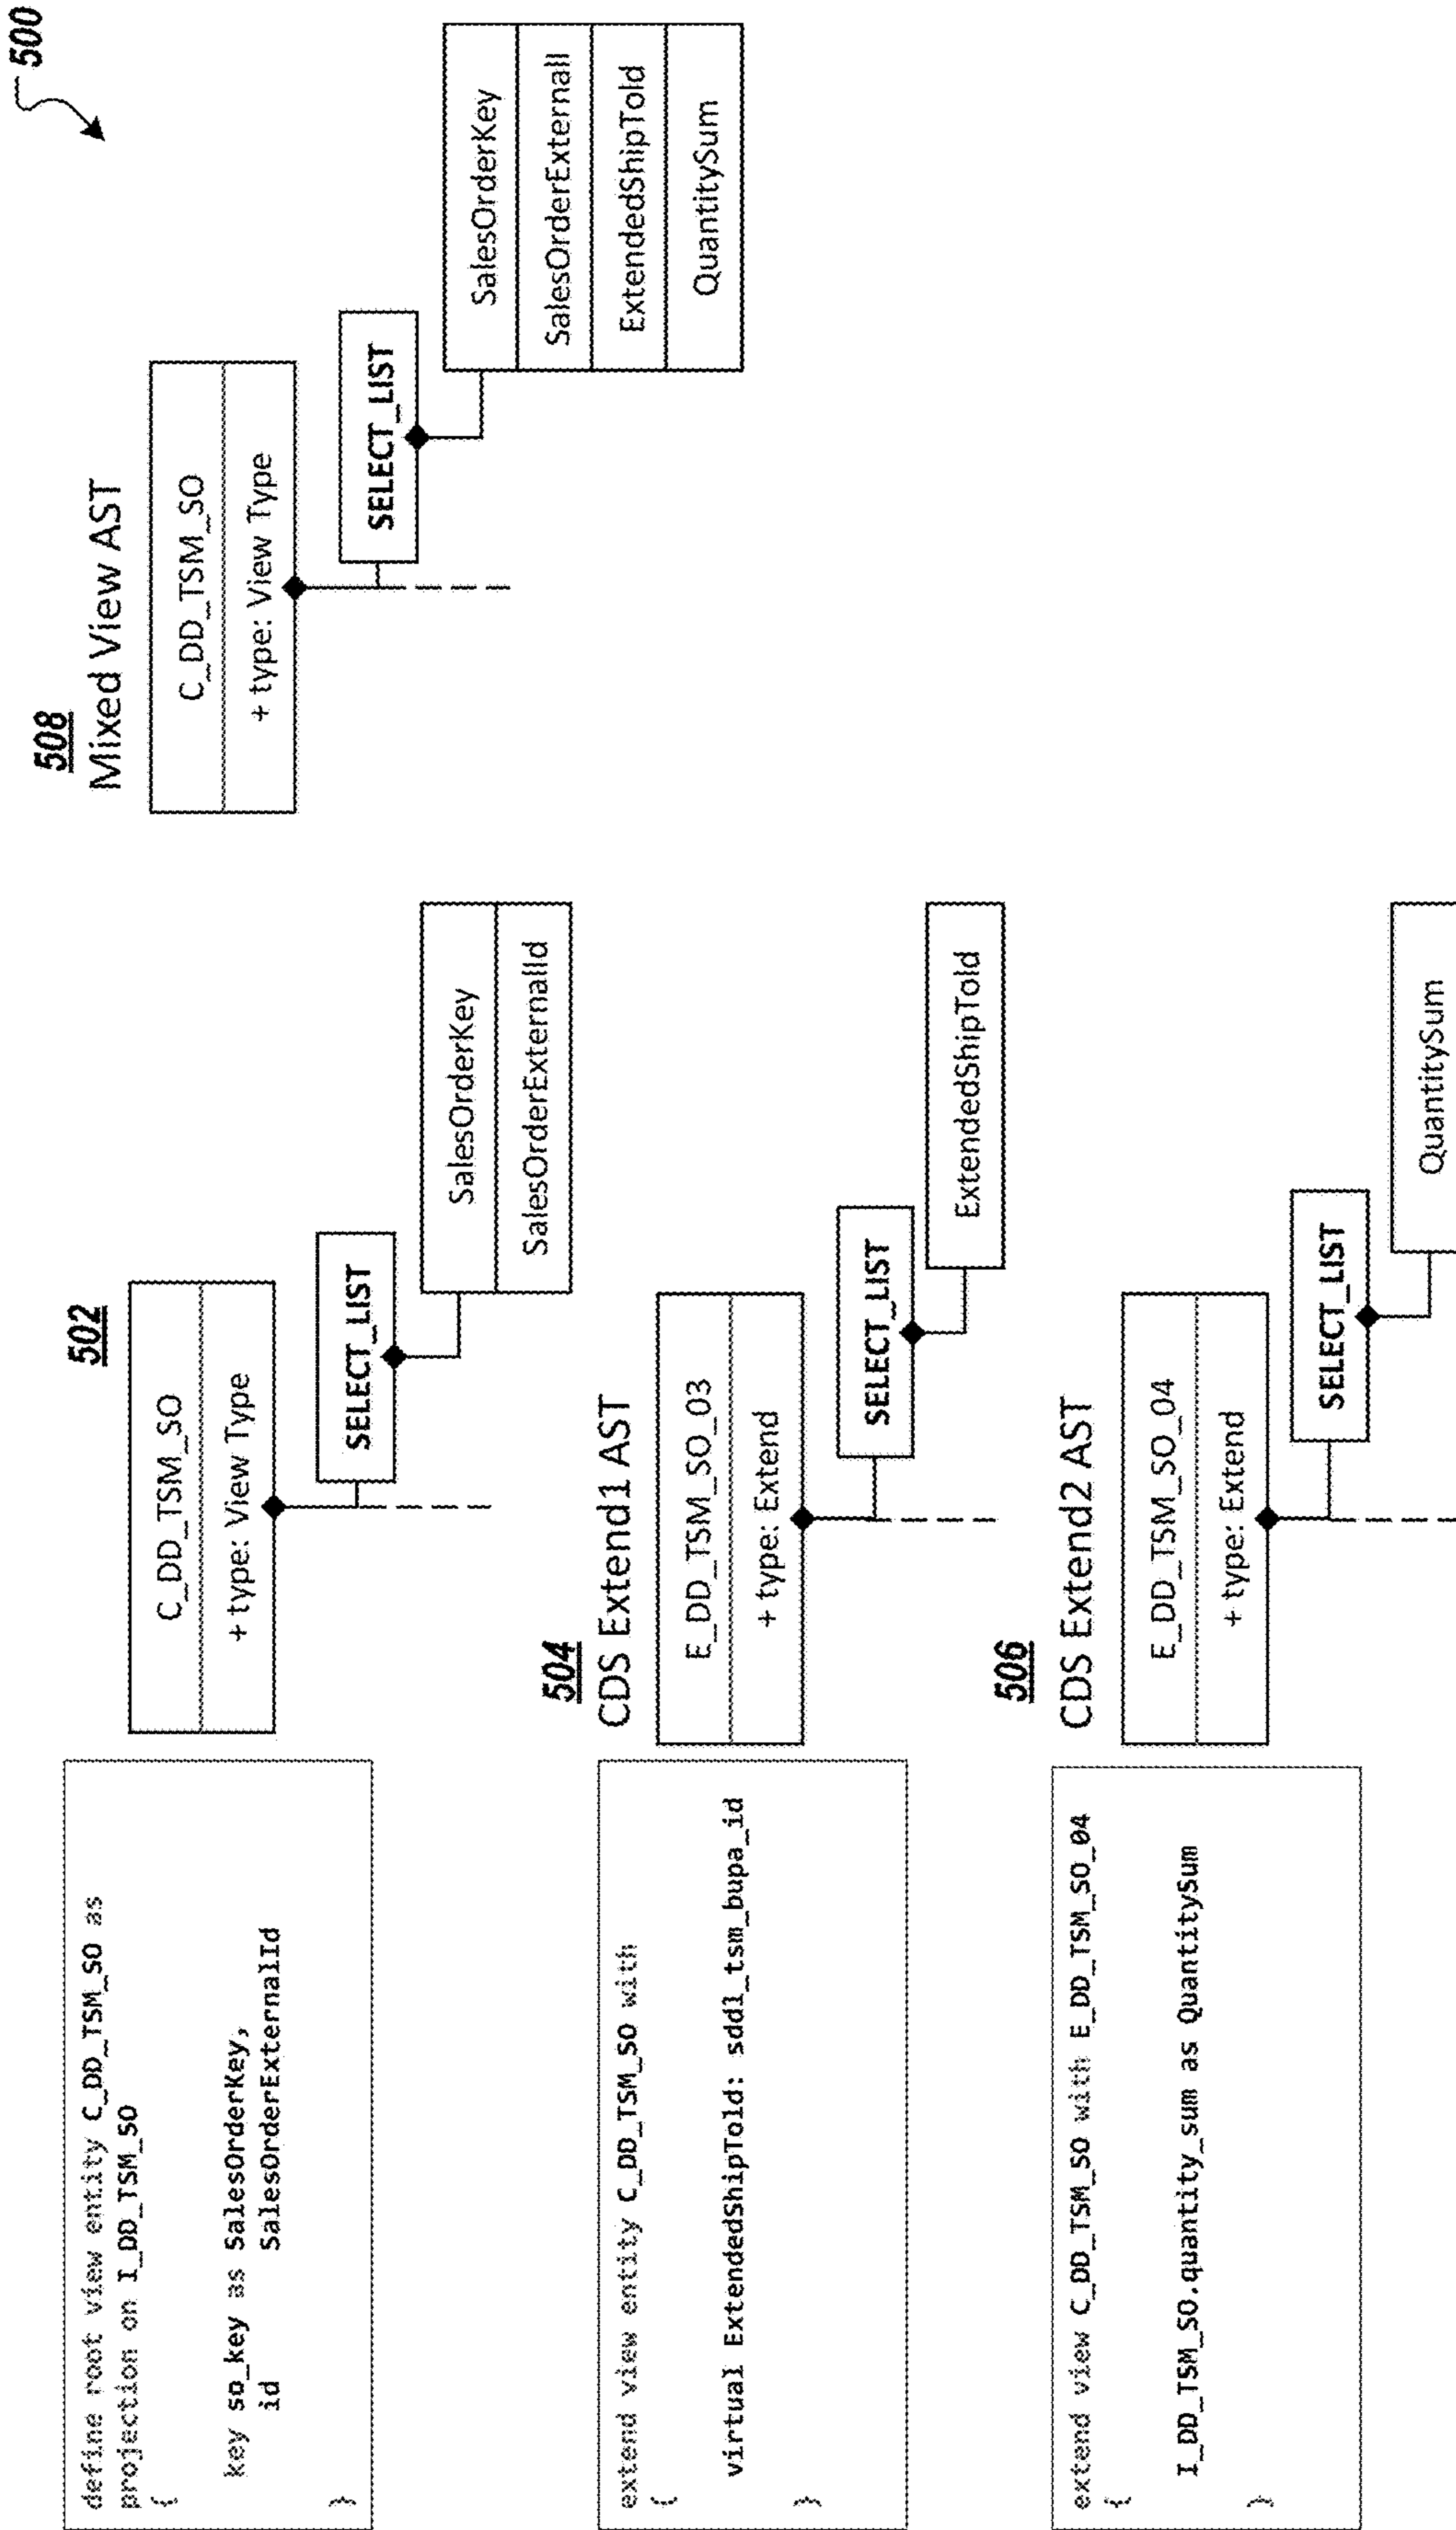 500
define root view entity C_DD_TSM_SO as
projection on I_DD_TSM_SO
{
key so_key as SalesOrderKey,
id SalesOrderExternalId
}
502
C_DD_TSM_SO
+ type: View Type
SELECT_LIST
SalesOrderKey
SalesOrderExternalId
508
Mixed View AST
C_DD_TSM_SO
+ type: View Type
SELECT_LIST
SalesOrderKey
SalesOrderExternalI
ExtendedShipToId
QuantitySum
extend view entity C_DD_TSM_SO with
{
virtual ExtendedShipToId: sddl_tsm_bupa_id
}
504
CDS Extend1 AST
E_DD_TSM_SO_03
+ type: Extend
SELECT_LIST
ExtendedShipToId
extend view C_DD_TSM_SO with E_DD_TSM_SO_04
{
I_DD_TSM_SO.quantity_sum as QuantitySum
}
506
CDS Extend2 AST
E_DD_TSM_SO_04
+ type: Extend
SELECT_LIST
QuantitySum